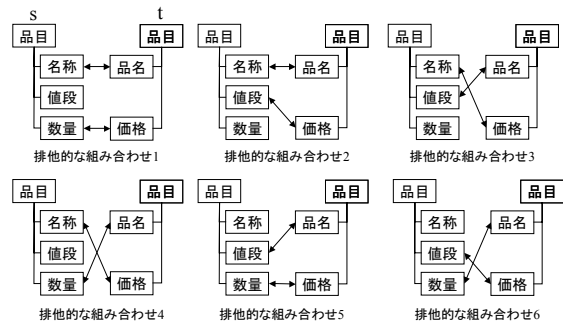 s t
品目 品目 品目 品目 品目 品目
名称 品名 名称 品名 名称 品名
値段 値段 値段
数量 価格 数量 価格 数量 価格
排他的な組み合わせ1 排他的な組み合わせ2 排他的な組み合わせ3
品目 品目 品目 品目 品目 品目
名称 品名 名称 品名 名称 品名
値段 値段 値段
数量 価格 数量 価格 数量 価格
排他的な組み合わせ4 排他的な組み合わせ5 排他的な組み合わせ6